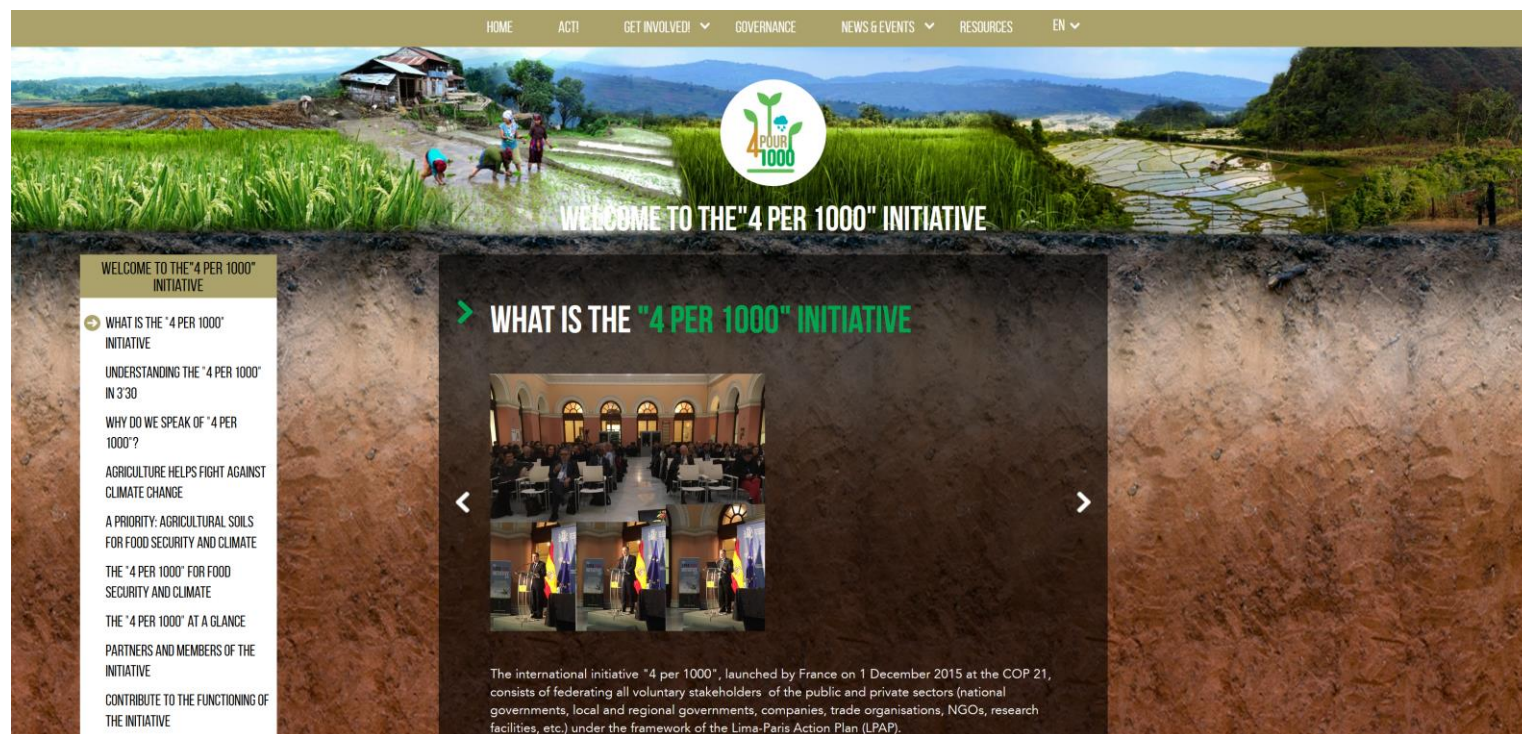 HOME ACT! GET INVOLVED! GOVERNANCE NEWS & EVENTS RESOURCES EN
4 POUR 1000
WELCOME TO THE"4 PER 1000" INITIATIVE
WELCOME TO THE"4 PER 1000"
INITIATIVE
WHAT IS THE "4 PER 1000"
INITIATIVE
UNDERSTANDING THE "4 PER 1000"
IN 3'30
WHY DO WE SPEAK OF "4 PER
1000"?
AGRICULTURE HELPS FIGHT AGAINST
CLIMATE CHANGE
A PRIORITY: AGRICULTURAL SOILS
FOR FOOD SECURITY AND CLIMATE
THE "4 PER 1000" FOR FOOD
SECURITY AND CLIMATE
THE "4 PER 1000" AT A GLANCE
PARTNERS AND MEMBERS OF THE
INITIATIVE
CONTRIBUTE TO THE FUNCTIONING OF
THE INITIATIVE
WHAT IS THE "4 PER 1000" INITIATIVE
The international initiative "4 per 1000", launched by France on 1 December 2015 at the COP 21,
consists of federating all voluntary stakeholders of the public and private sectors (national
governments, local and regional governments, companies, trade organisations, NGOs, research
facilities, etc.) under the framework of the Lima-Paris Action Plan (LPAP).